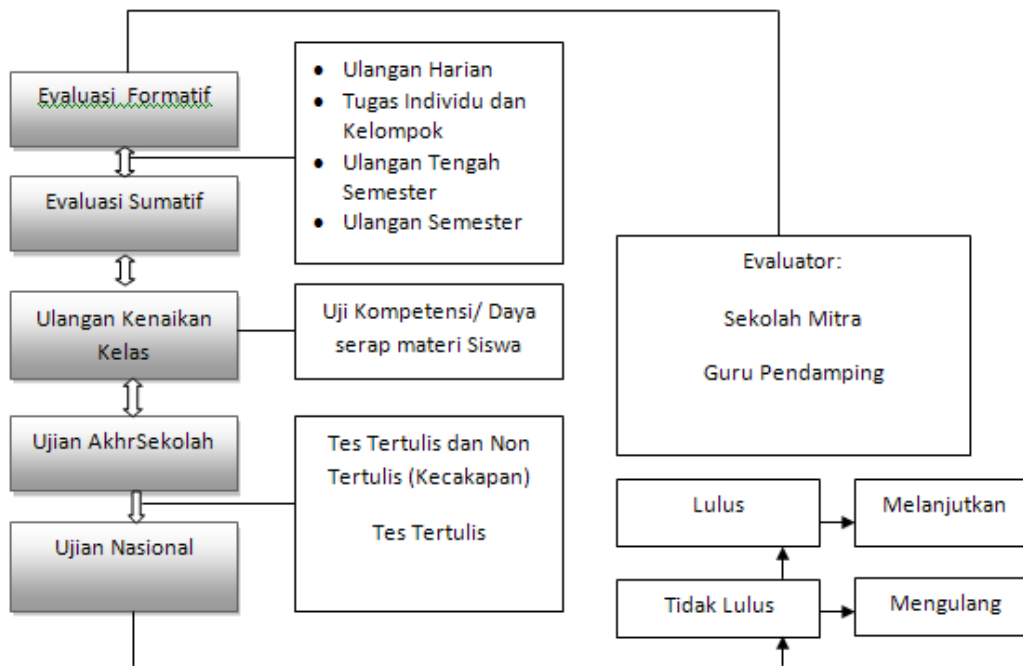 Evaluasi Formatif
Evaluasi Sumatif
Ulangan Kenaikan
Kelas
Ujian AkhrSekolah
Ujian Nasional
• Ulangan Harian
• Tugas Individu dan
Kelompok
• Ulangan Tengah
Semester
• Ulangan Semester
Uji Kompetensi/ Daya
serap materi Siswa
Tes Tertulis dan Non
Tertulis (Kecakapan)
Tes Tertulis
Evaluator:
Sekolah Mitra
Guru Pendamping
Lulus
Melanjutkan
Tidak Lulus
Mengulang